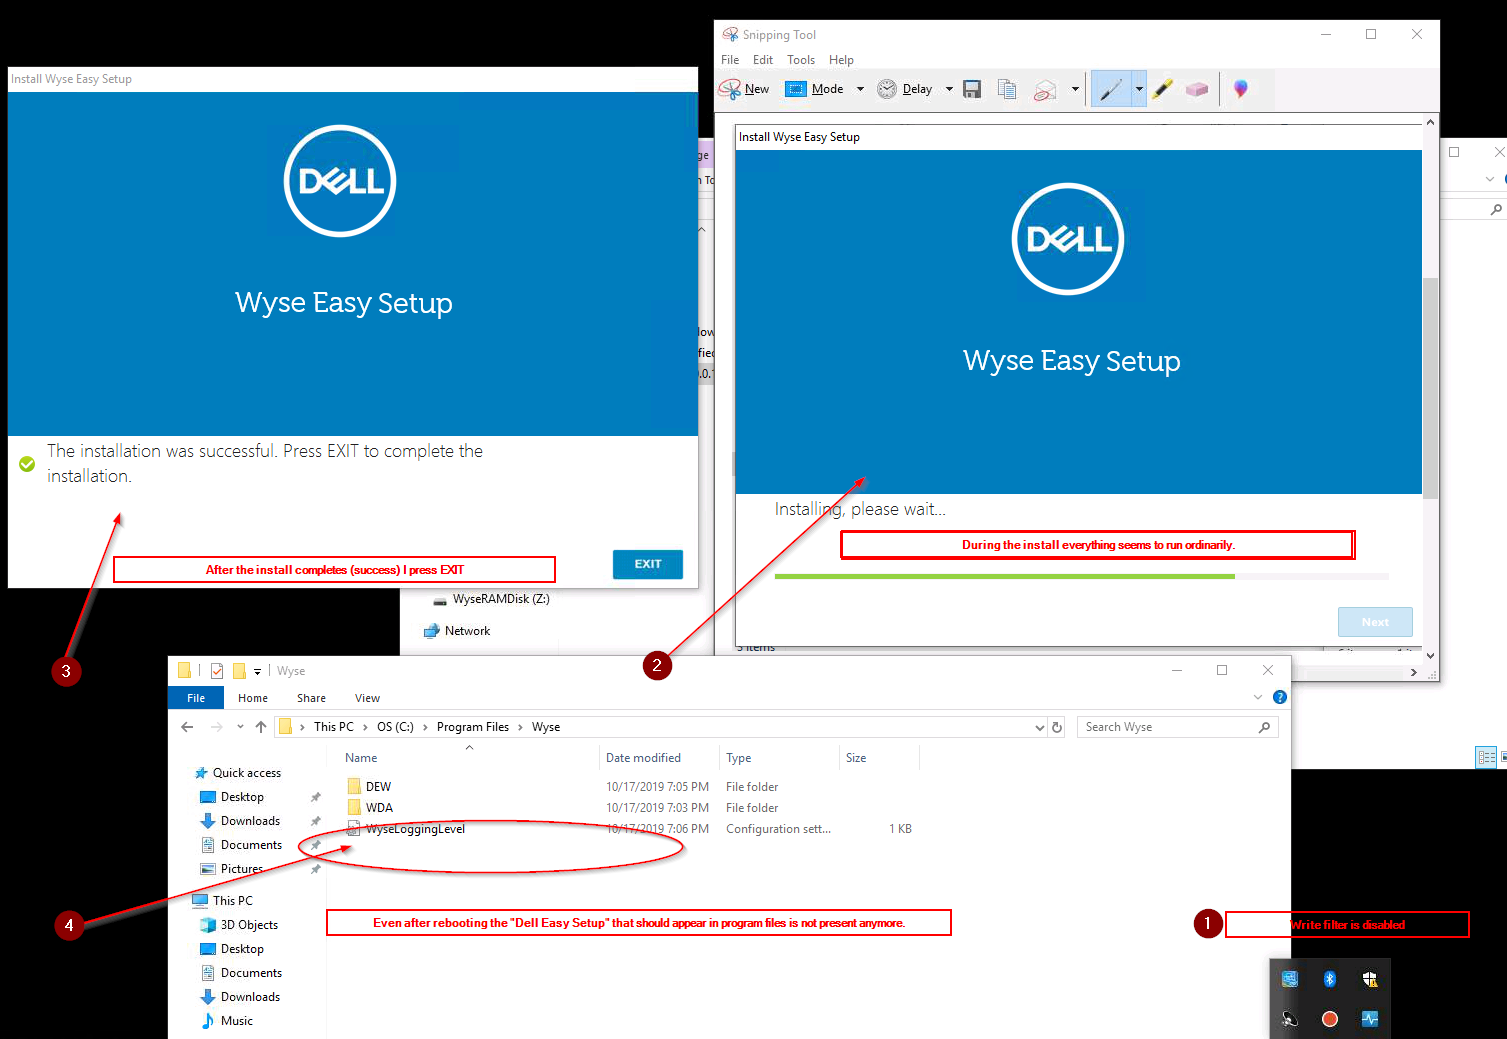 Install Wyse Easy Setup
DELL
Wyse Easy Setup
The installation was successful. Press EXIT to complete the
installation.
After the install completes (success) I press EXIT
EXIT
3
Snipping Tool
File Edit Tools Help
New Mode Delay
Install Wyse Easy Setup
DELL
Wyse Easy Setup
Installing, please wait...
During the install everything seems to run ordinarily.
Next
2
WyseRAMDisk (Z:)
Network
Wyse
File Home Share View
This PC OS (C:) Program Files Wyse
Search Wyse
Name Date modified Type Size
Quick access
Desktop
Downloads
Documents
Pictures
This PC
3D Objects
Desktop
Documents
Downloads
Music
DEW 10/17/2019 7:05 PM File folder
WDA 10/17/2019 7:03 PM File folder
WyseLoggingLevel 10/17/2019 7:06 PM Configuration sett... 1 KB
4
Even after rebooting the "Dell Easy Setup" that should appear in program files is not present anymore.
1
Write filter is disabled